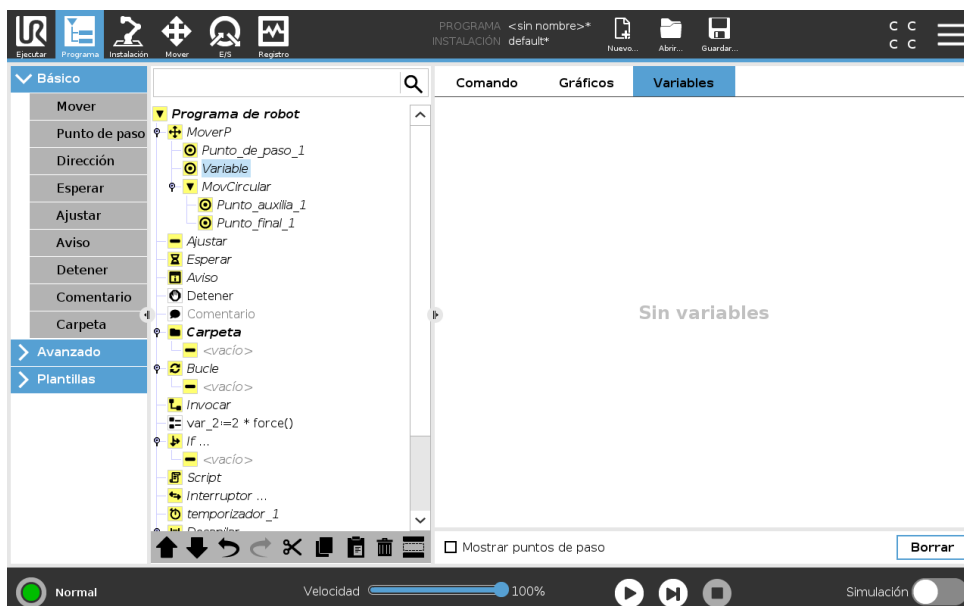 UR
Ejecutar
Programa
Instalación
Mover
E/S
Registro
PROGRAMA <sin nombre>*
INSTALACIÓN default*
Nuevo...
Abrir...
Guardar...
C C
C C
Básico
Mover
Punto de paso
Dirección
Esperar
Ajustar
Aviso
Detener
Comentario
Carpeta
Avanzado
Plantillas
Programa de robot
MoverP
Punto_de_paso_1
Variable
MovCircular
Punto_auxilia_1
Punto_final_1
Ajustar
Esperar
Aviso
Detener
Comentario
Carpeta
<vacío>
Bucle
<vacío>
Invocar
var_2:=2 * force()
If ...
<vacío>
Script
Interruptor ...
temporizador_1
Comando
Gráficos
Variables
Sin variables
Mostrar puntos de paso
Borrar
Normal
Velocidad
100%
Simulación